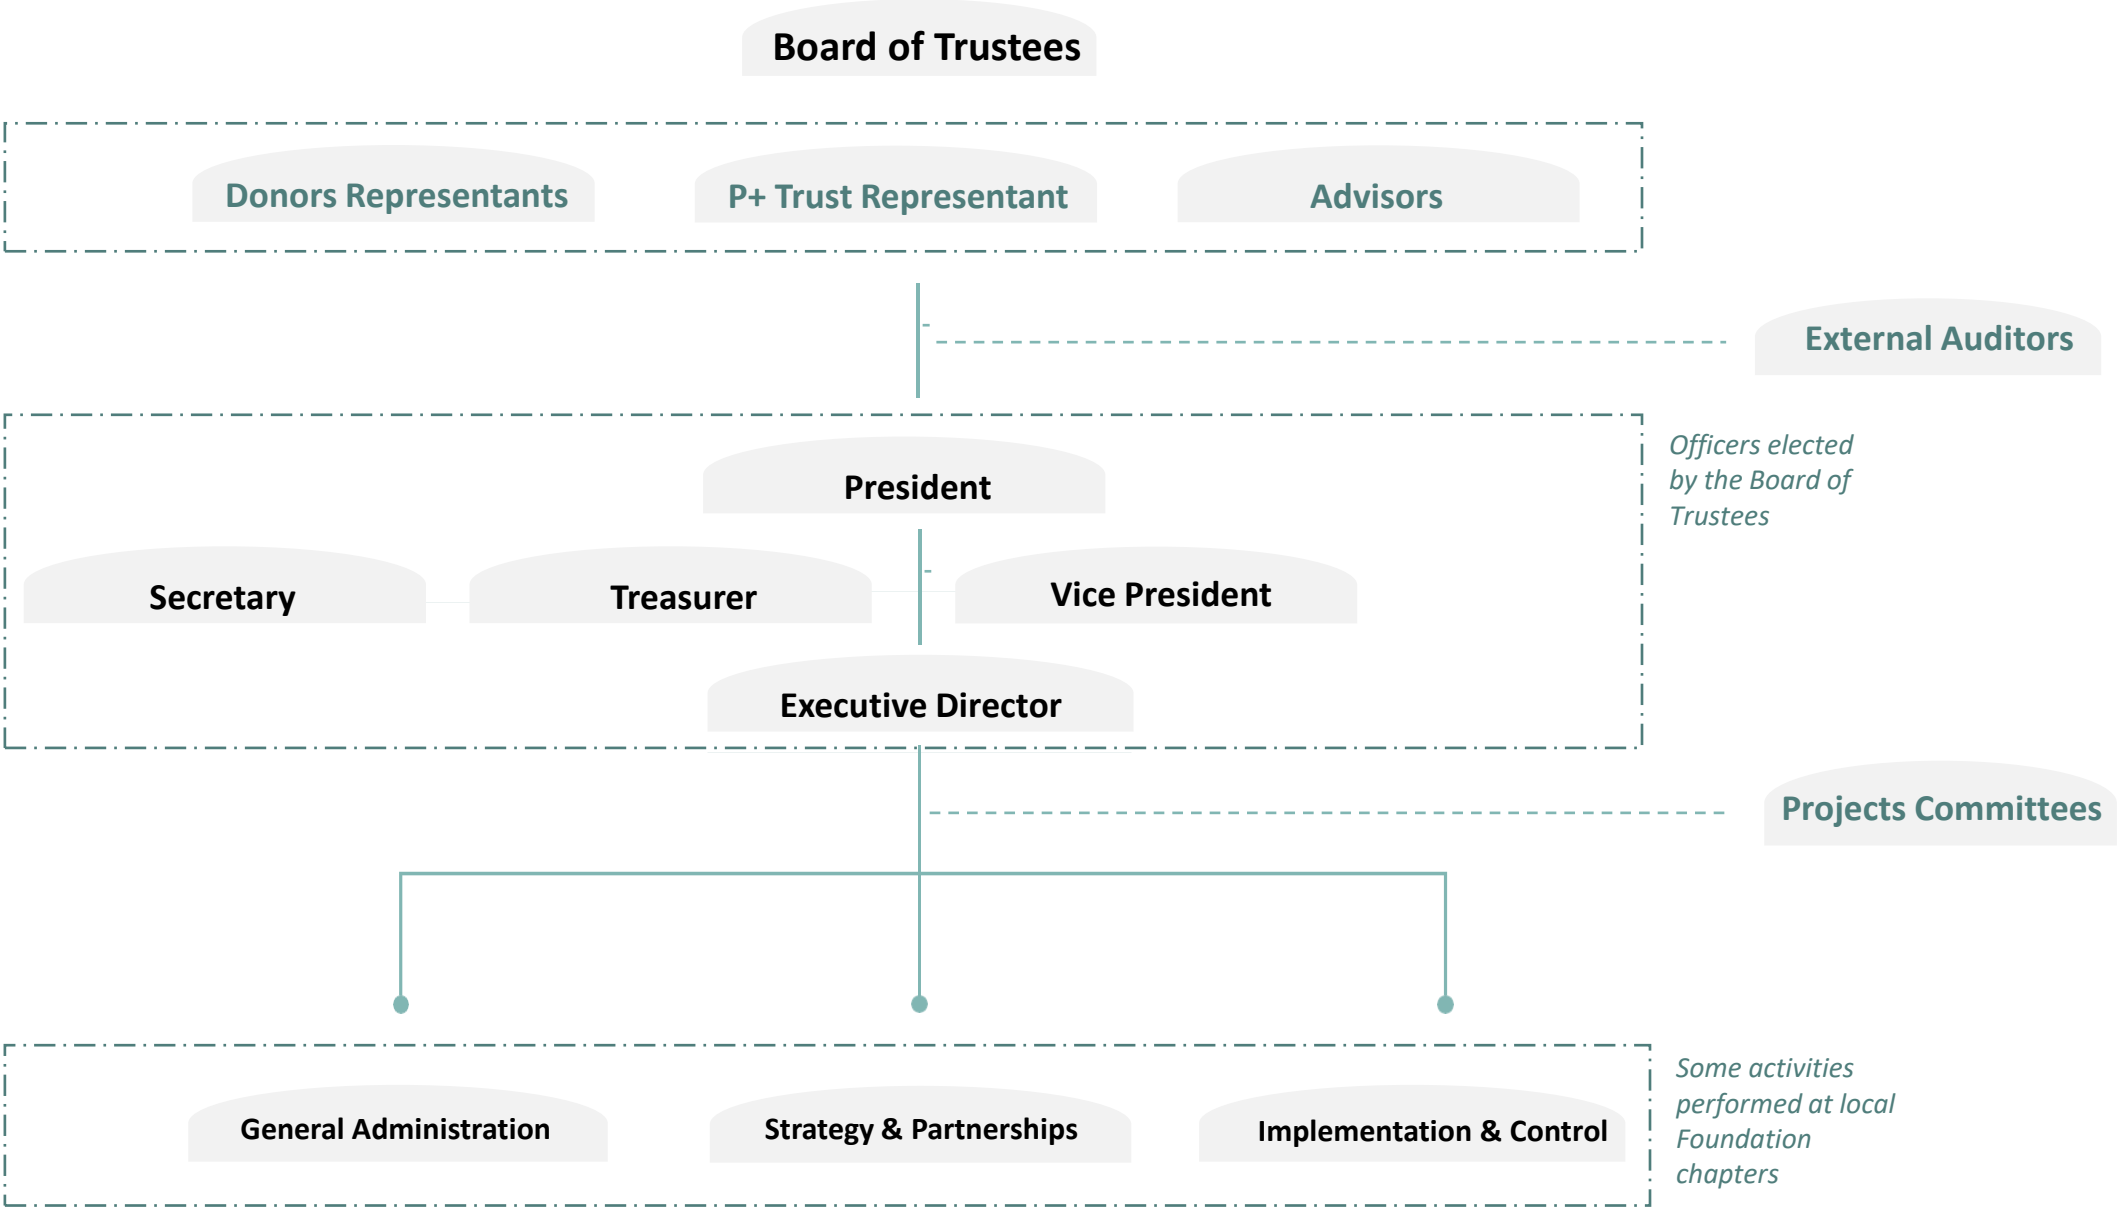 Board of Trustees
Donors Representants
P+ Trust Representant
Advisors
External Auditors
Officers elected
by the Board of
Trustees
President
Secretary
Treasurer
Vice President
Executive Director
Projects Committees
General Administration
Strategy & Partnerships
Implementation & Control
Some activities
performed at local
Foundation
chapters